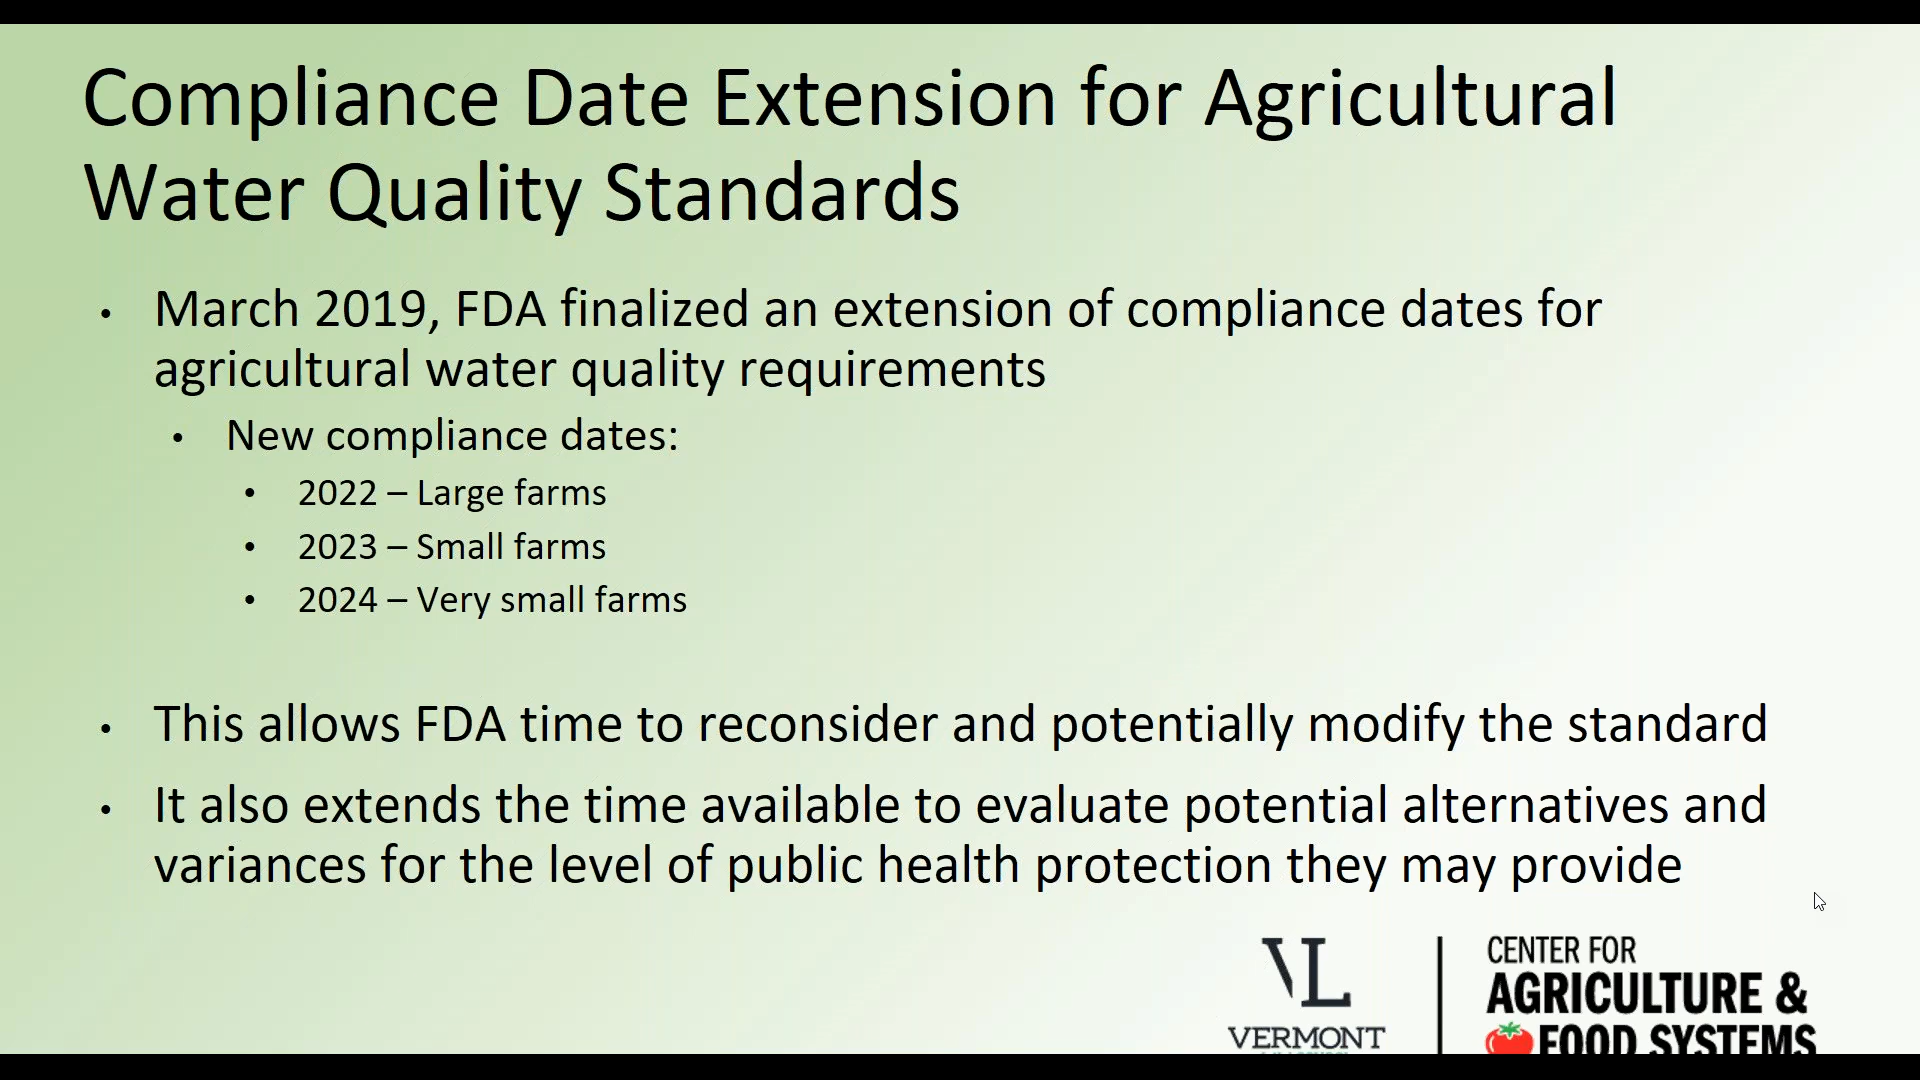 Compliance Date Extension for Agricultural
Water Quality Standards
• March 2019, FDA finalized an extension of compliance dates for
agricultural water quality requirements
• New compliance dates:
• 2022 – Large farms
• 2023 – Small farms
• 2024 – Very small farms
• This allows FDA time to reconsider and potentially modify the standard
• It also extends the time available to evaluate potential alternatives and
variances for the level of public health protection they may provide
VL
VERMONT
CENTER FOR
AGRICULTURE &
FOOD SYSTEMS